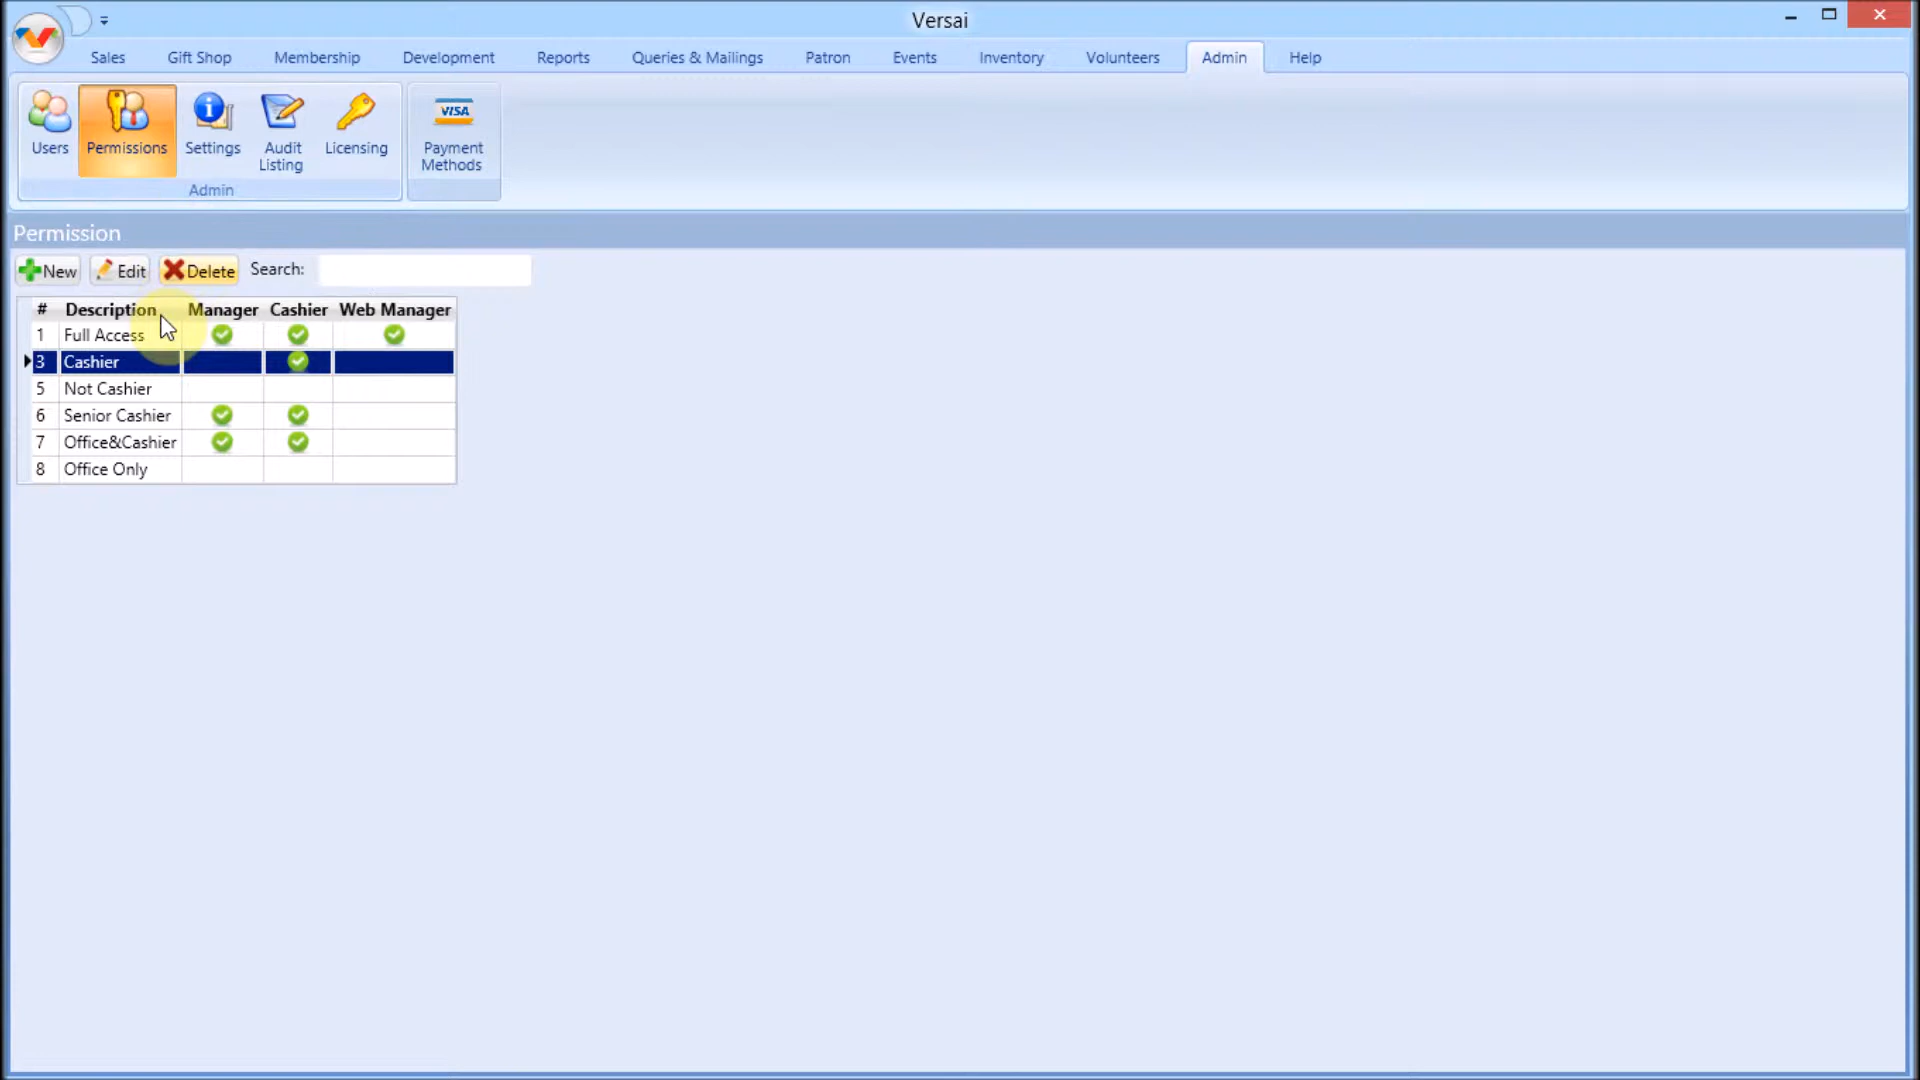 Versai
Sales Gift Shop Membership Development Reports Queries & Mailings Patron Events Inventory Volunteers Admin Help
Users Permissions Settings Audit Listing Licensing VISA Payment Methods
Admin
Permission
New Edit Delete Search:
# Description Manager Cashier Web Manager
1 Full Access
3 Cashier
5 Not Cashier
6 Senior Cashier
7 Office&Cashier
8 Office Only